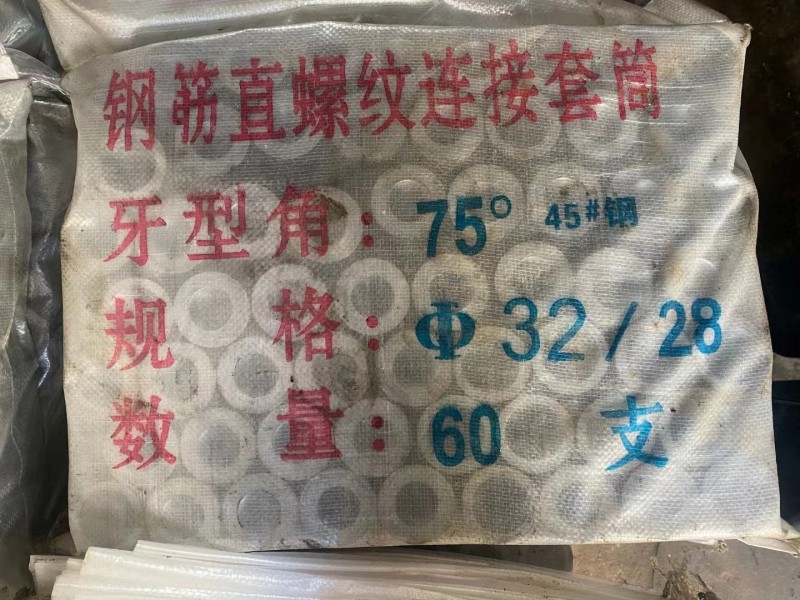 钢筋直螺纹连接套筒
牙型角：75° 45#钢
规格：Φ32/28
数量：60 支